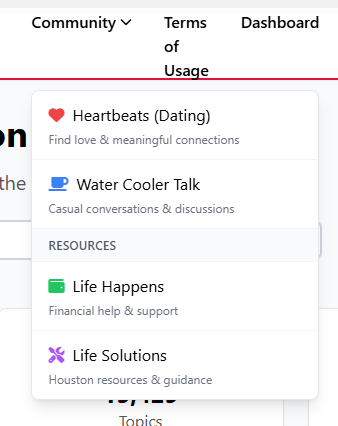 Community
Terms
of
Usage
Dashboard
on
the
Heartbeats (Dating)
Find love & meaningful connections
Water Cooler Talk
Casual conversations & discussions
RESOURCES
Life Happens
Financial help & support
Life Solutions
Houston resources & guidance
Topics